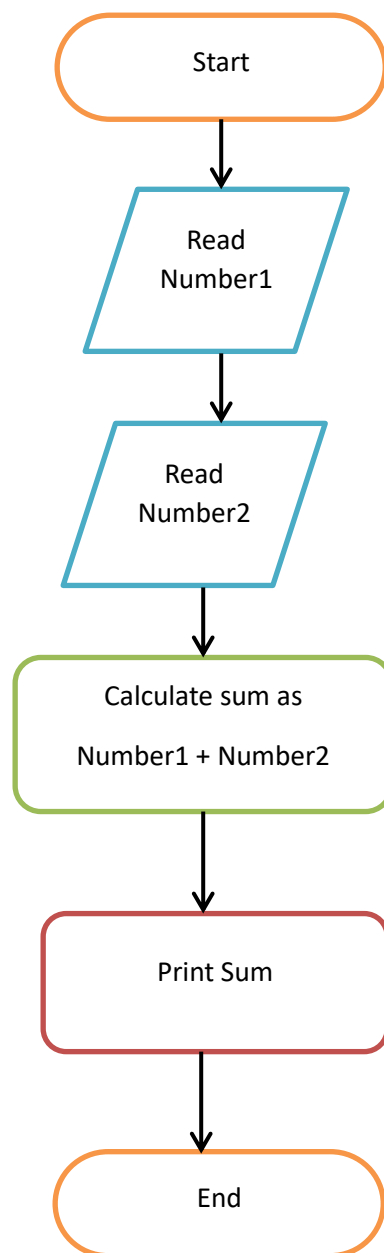 Start
Read
Number1
Read
Number2
Calculate sum as
Number1 + Number2
Print Sum
End